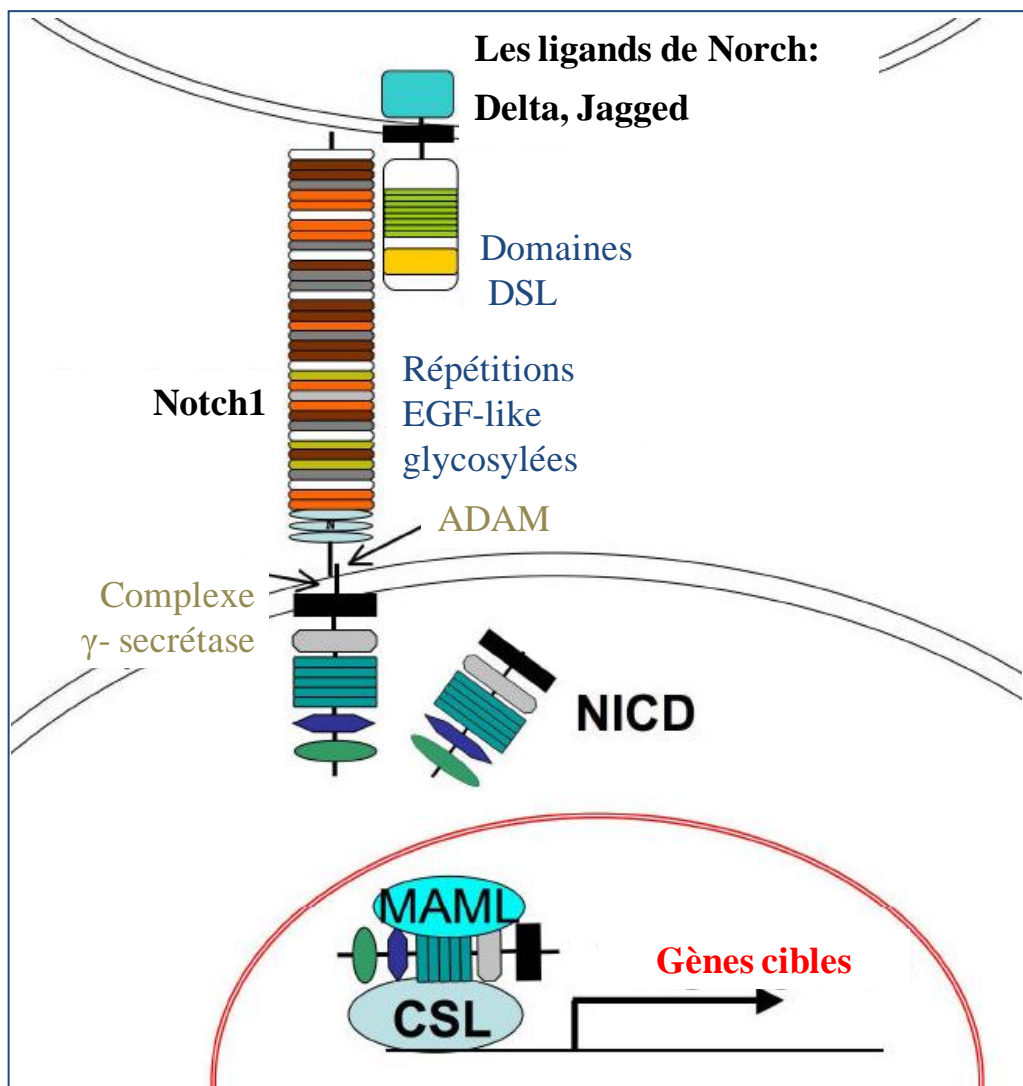 Les ligands de Norch:
Delta, Jagged
Domaines
DSL
Notch1
Répétitions
EGF-like
glycosylées
N
ADAM
Complexe
γ- secrétase
NICD
MAML
Gènes cibles
CSL